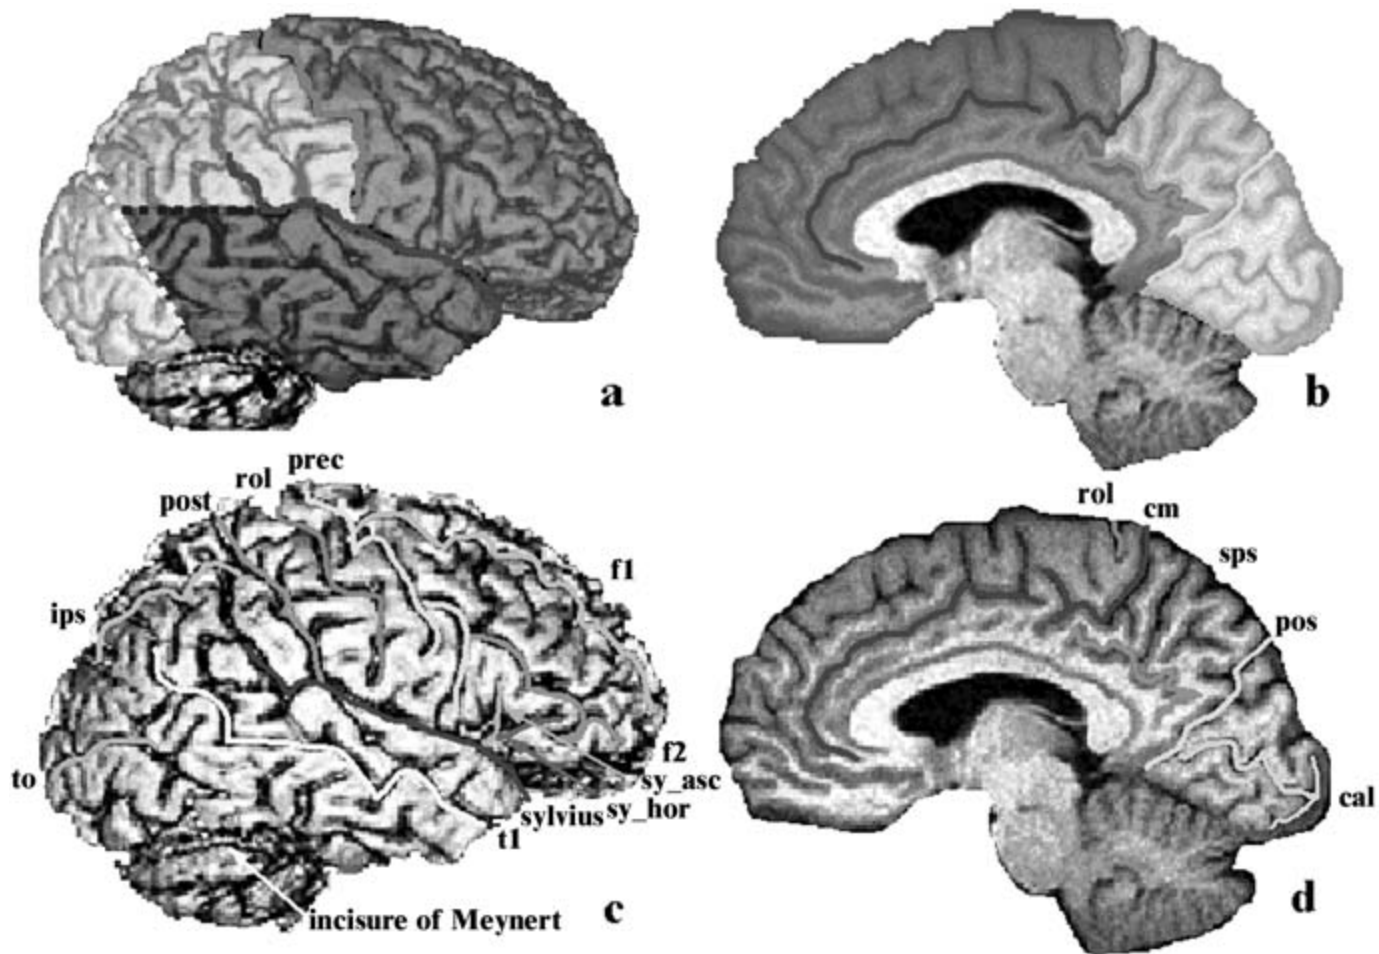 a
b
prec
rol
post
f1
ips
f2
to
sy_asc
sylvius
sy_hor
t1
incisure of Meynert
c
rol
cm
sps
pos
cal
d